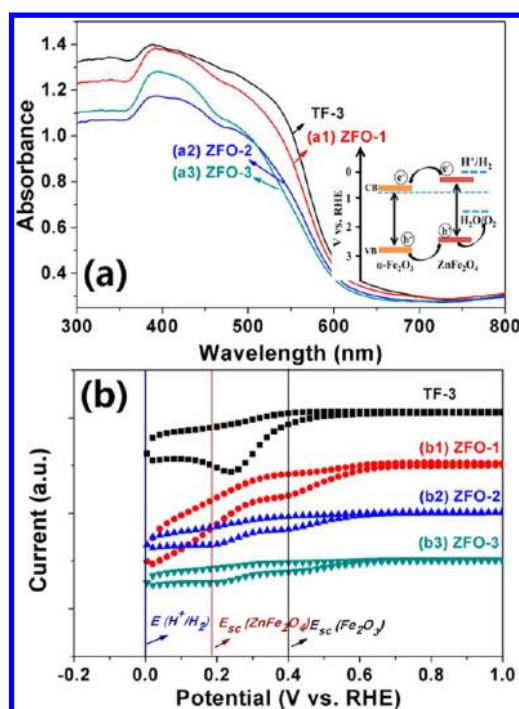 1.4
1.2
1.0
0.8
0.6
0.4
Absorbance
TF-3
(a1) ZFO-1
(a2) ZFO-2
(a3) ZFO-3
(a)
V vs. RHE
0
1
2
3
CB
VB
e⁻
e⁻
h⁺
h⁺
H⁺/H₂
H₂O/O₂
α-Fe₂O₃
ZnFe₂O₄
300 400 500 600 700 800
Wavelength (nm)
(b)
TF-3
(b1) ZFO-1
(b2) ZFO-2
(b3) ZFO-3
Current (a.u.)
E (H⁺/H₂)
E_sc (ZnFe₂O₄)
E_sc (Fe₂O₃)
-0.2 0.0 0.2 0.4 0.6 0.8 1.0
Potential (V vs. RHE)